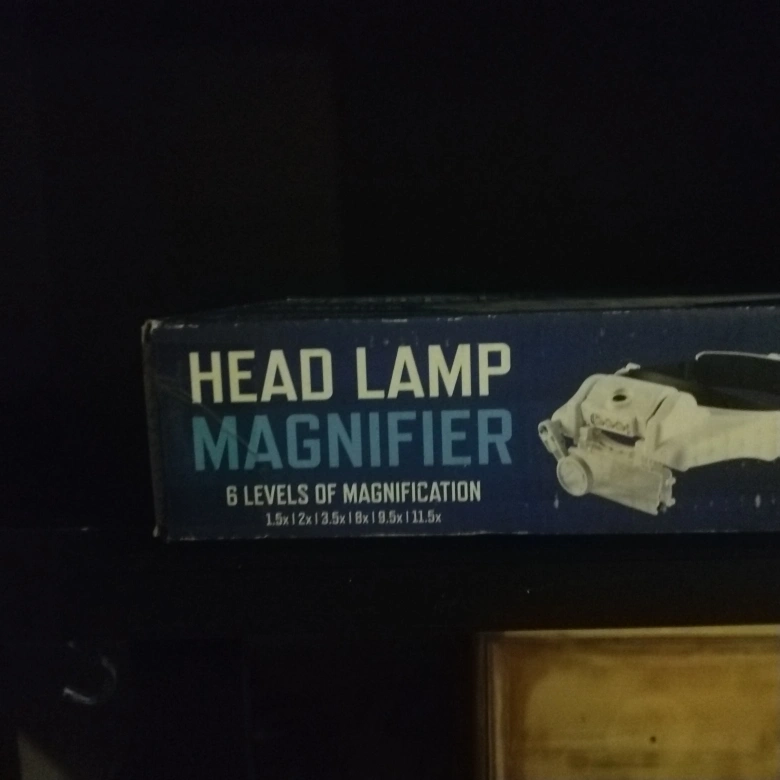 HEAD LAMP
MAGNIFIER
6 LEVELS OF MAGNIFICATION
1.5x | 2x | 3.5x | 8x | 9.5x | 11.5x